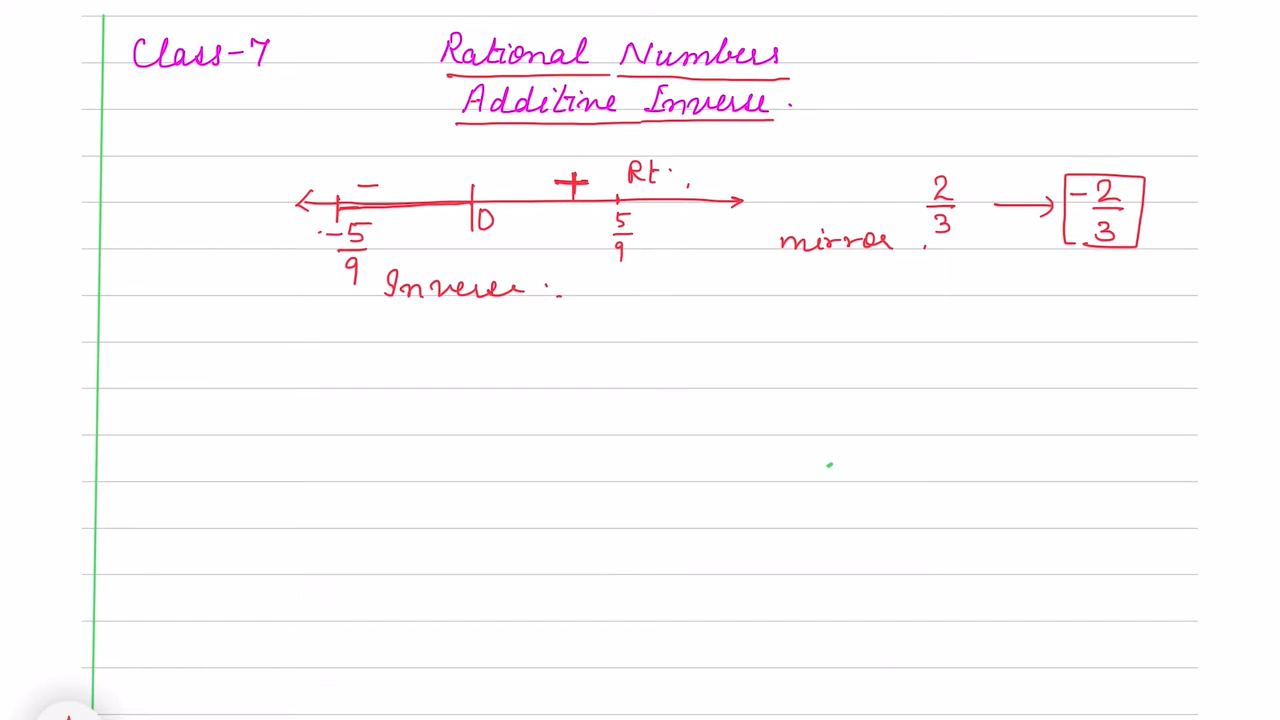 Class-7 Rational Numbers
Additive Inverse.
- + Rt.
-5/9 0 5/9
mirror 2/3 → -2/3
Inverse